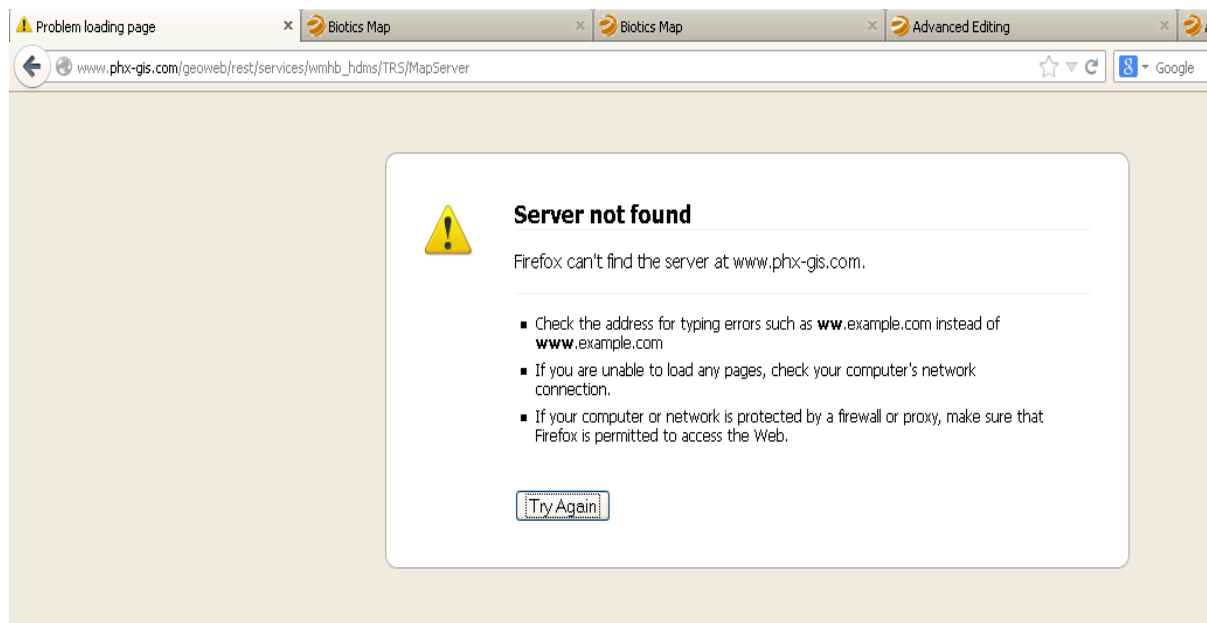 Problem loading page
Biotics Map
Biotics Map
Advanced Editing
www.phx-gis.com/geoweb/rest/services/wmhb_hdms/TRS/MapServer
8
Google
Server not found
Firefox can't find the server at www.phx-gis.com.
Check the address for typing errors such as ww.example.com instead of
www.example.com
If you are unable to load any pages, check your computer's network
connection.
If your computer or network is protected by a firewall or proxy, make sure that
Firefox is permitted to access the Web.
Try Again